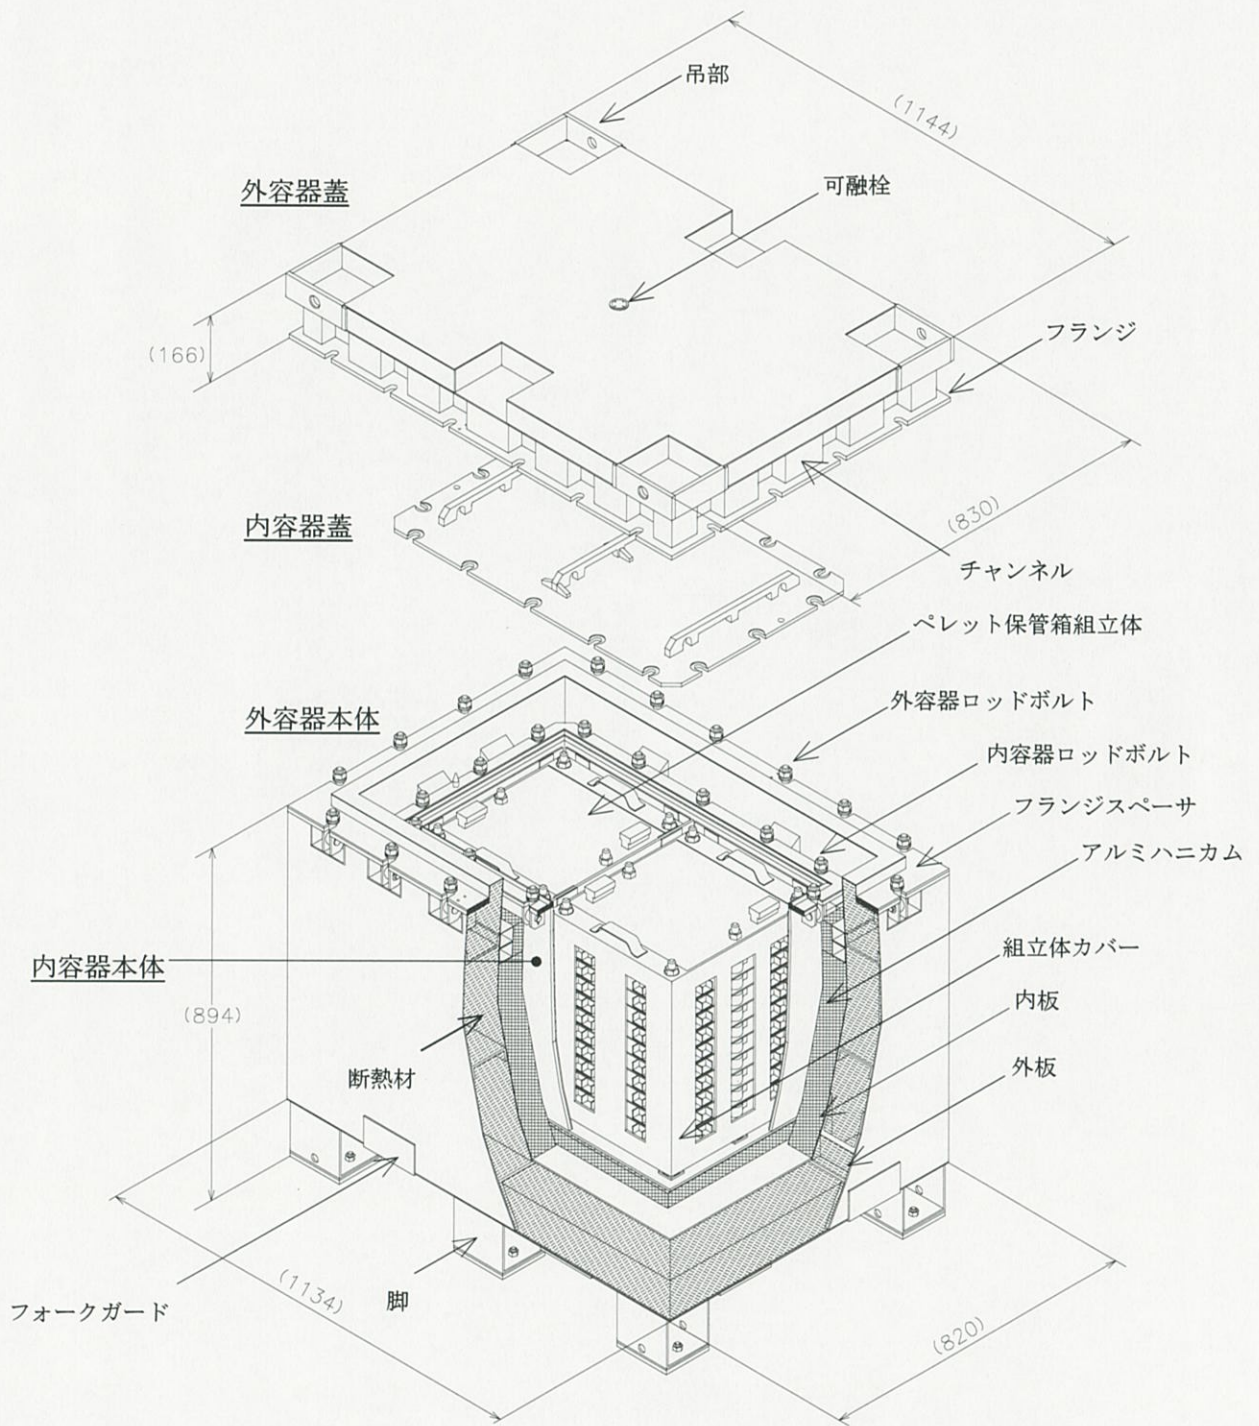 吊部
(1144)
外容器蓋
可融栓
フランジ
(166)
(830)
内容器蓋
チャンネル
ペレット保管箱組立体
外容器本体
外容器ロッドボルト
内容器ロッドボルト
フランジスペーサ
アルミハニカム
組立体カバー
内容器本体
内板
(894)
断熱材
外板
(1134)
脚
フォークガード
(820)